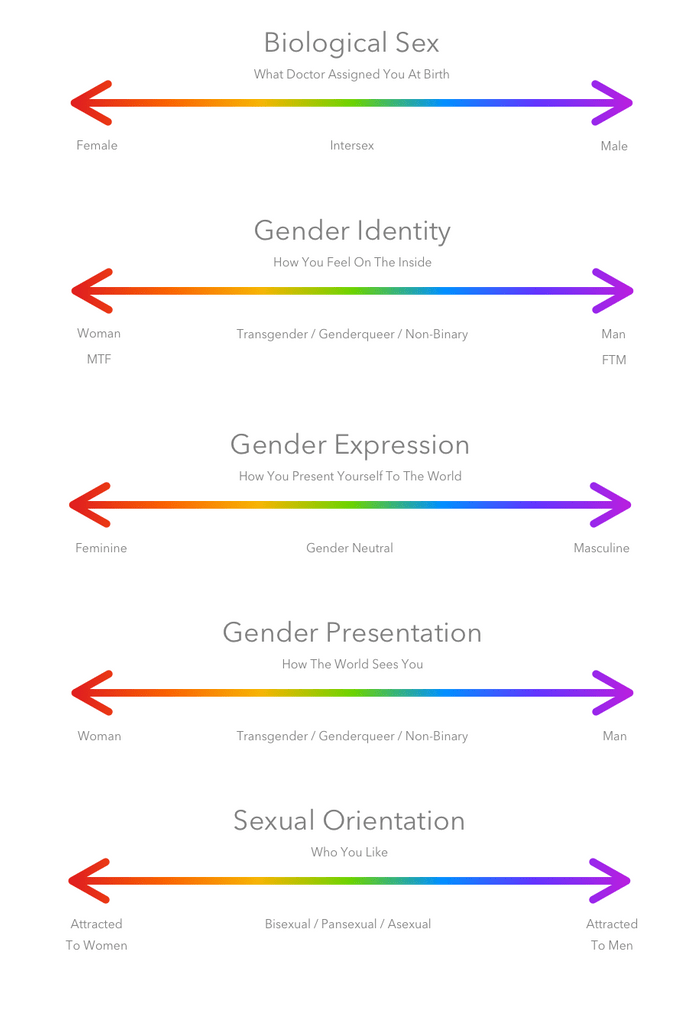 Biological Sex
What Doctor Assigned You At Birth
Female Intersex Male
Gender Identity
How You Feel On The Inside
Woman Transgender / Genderqueer / Non-Binary Man
MTF FTM
Gender Expression
How You Present Yourself To The World
Feminine Gender Neutral Masculine
Gender Presentation
How The World Sees You
Woman Transgender / Genderqueer / Non-Binary Man
Sexual Orientation
Who You Like
Attracted Bisexual / Pansexual / Asexual Attracted
To Women To Men